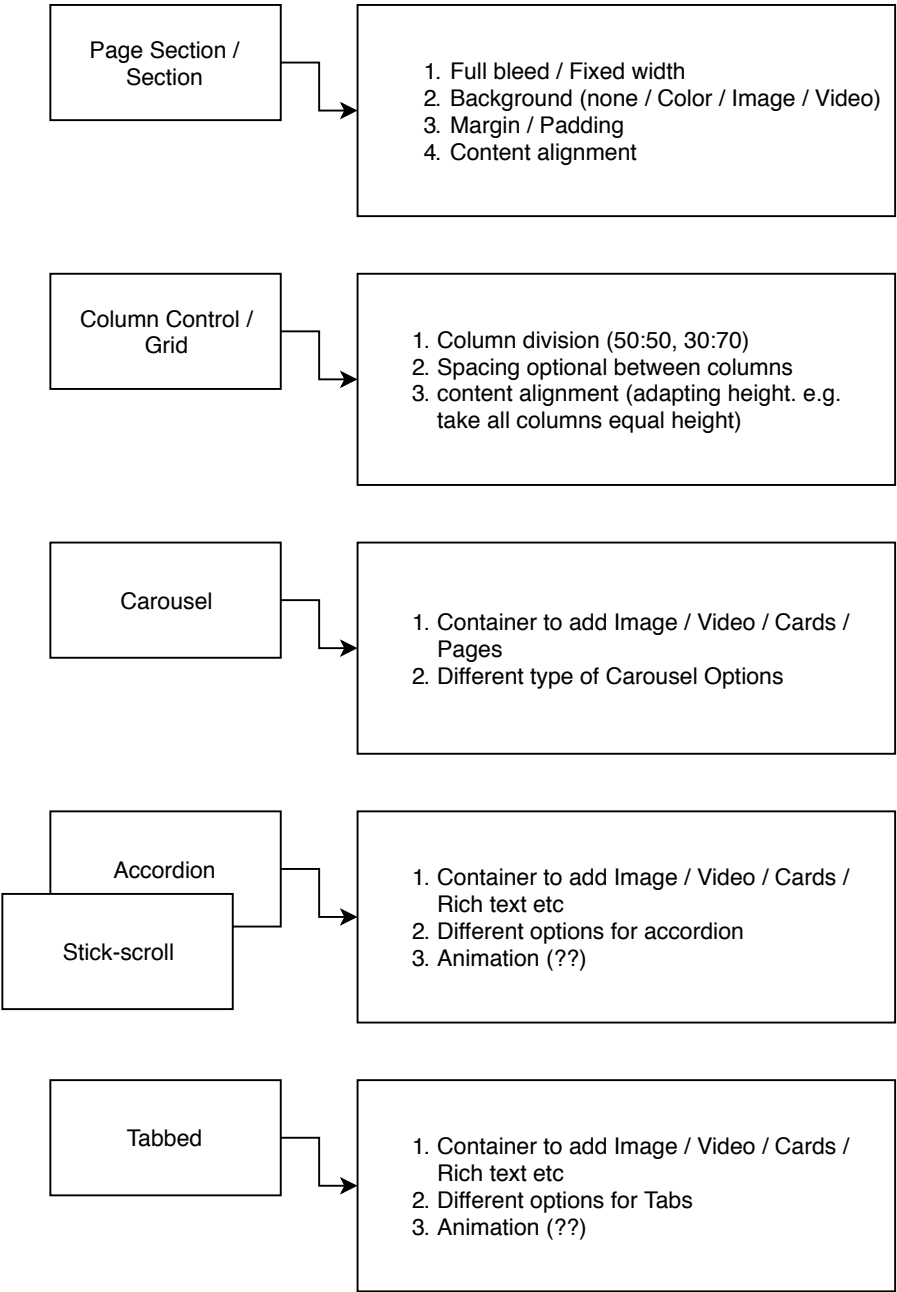 Page Section /
Section
1. Full bleed / Fixed width
2. Background (none / Color / Image / Video)
3. Margin / Padding
4. Content alignment
Column Control /
Grid
1. Column division (50:50, 30:70)
2. Spacing optional between columns
3. content alignment (adapting height. e.g.
take all columns equal height)
Carousel
1. Container to add Image / Video / Cards /
Pages
2. Different type of Carousel Options
Accordion
Stick-scroll
1. Container to add Image / Video / Cards /
Rich text etc
2. Different options for accordion
3. Animation (??)
Tabbed
1. Container to add Image / Video / Cards /
Rich text etc
2. Different options for Tabs
3. Animation (??)